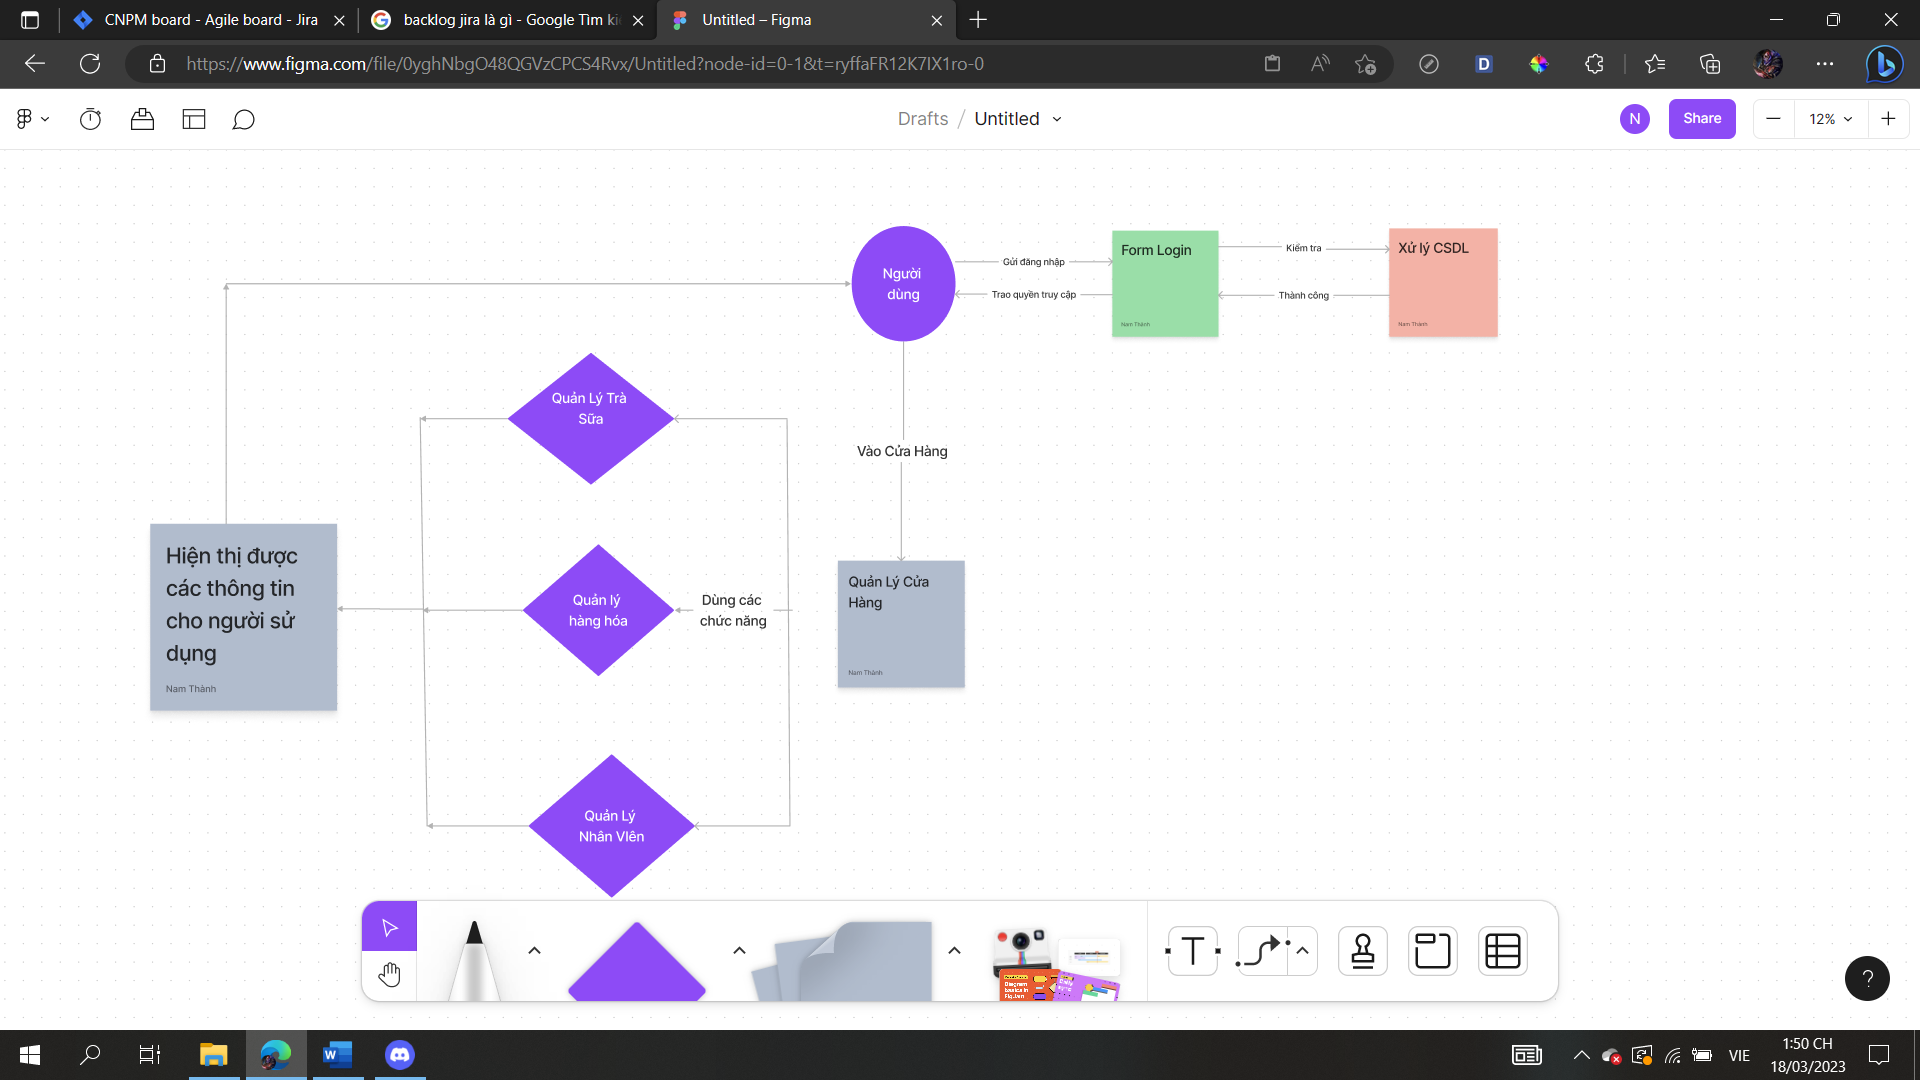 CNPM board - Agile board - Jira
backlog jira là gì - Google Tìm ki
Untitled – Figma
https://www.figma.com/file/0yghNbgO48QGVzCPCS4Rvx/Untitled?node-id=0-1&t=ryffaFR12K7IX1ro-0
D
Drafts / Untitled
N
Share
12%
Người
dùng
Gửi đăng nhập
Trao quyền truy cập
Form Login
Nam Thành
Kiểm tra
Thành công
Xử lý CSDL
Nam Thành
Quản Lý Trà
Sữa
Vào Cửa Hàng
Hiện thị được
các thông tin
cho người sử
dụng
Nam Thành
Quản lý
hàng hóa
Dùng các
chức năng
Quản Lý Cửa
Hàng
Nam Thành
Quản Lý
Nhân VIên
T
?
W
VIE
1:50 CH
18/03/2023